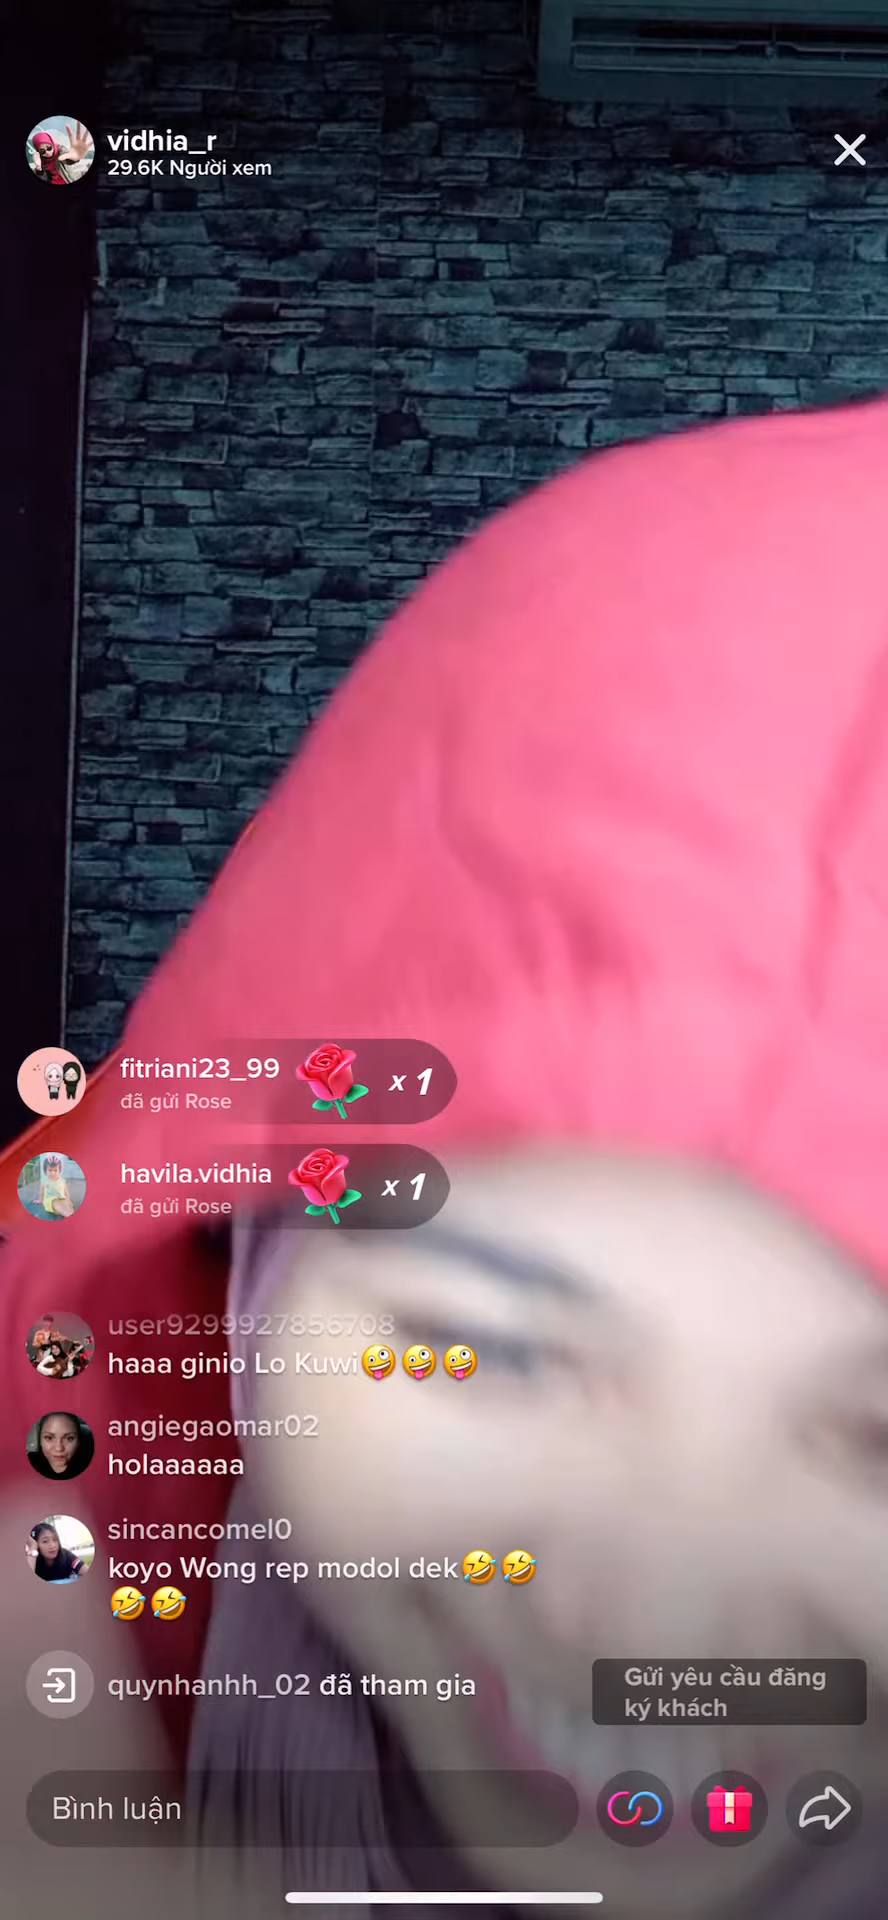 vidhia_r
29.6K Người xem
fitriani23_99
đã gửi Rose
x 1
havila.vidhia
đã gửi Rose
x 1
user9299927856708
haaa ginio Lo Kuwi🤪🤪🤪
angiegaomar02
holaaaaaa
sincancomel0
koyo Wong rep modol dek🤣🤣
🤣🤣
quynhanhh_02 đã tham gia
Gửi yêu cầu đăng
ký khách
Bình luận